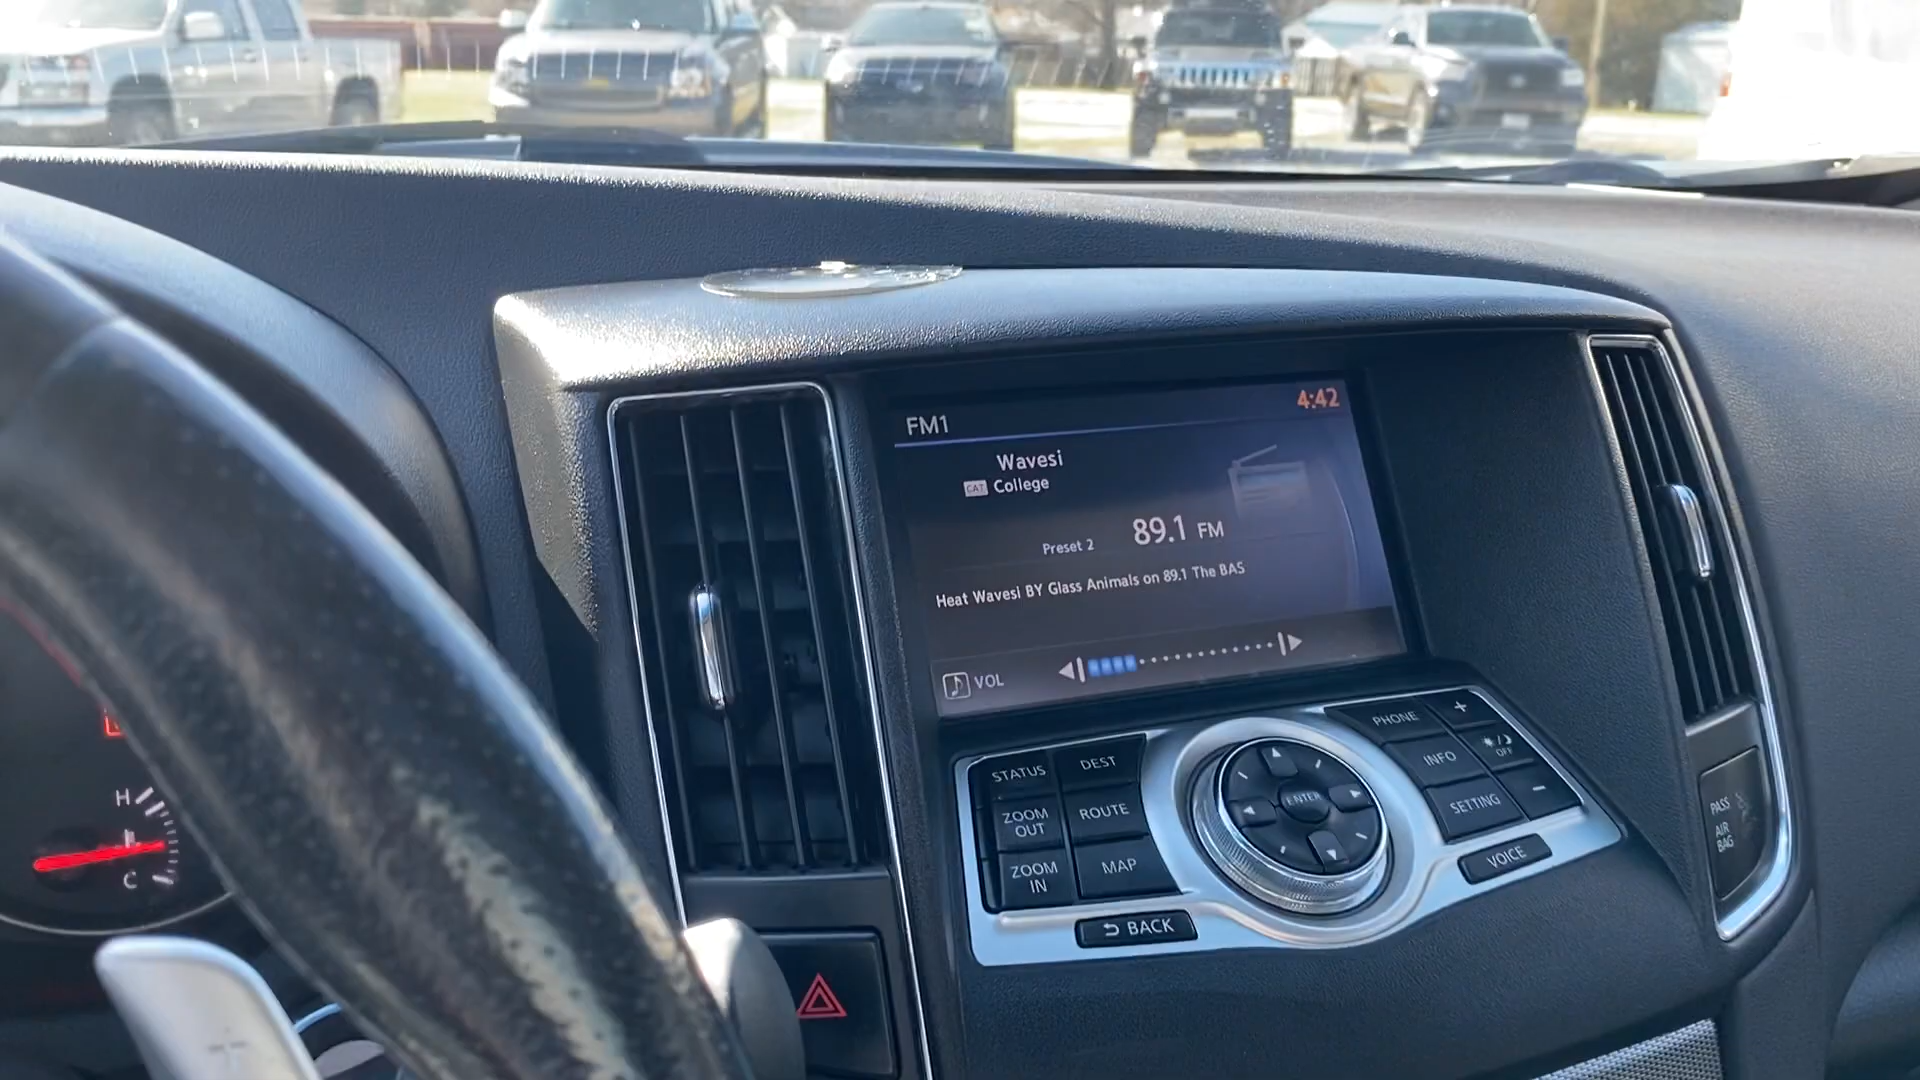 FM1
4:42
Wavesi
CAT College
Preset 2
89.1 FM
Heat Wavesi BY Glass Animals on 89.1 The BAS
VOL
STATUS
DEST
ZOOM
OUT
ROUTE
ZOOM
IN
MAP
BACK
ENTER
PHONE
+
INFO
OFF
SETTING
-
VOICE
PASS
AIR
BAG
H
C